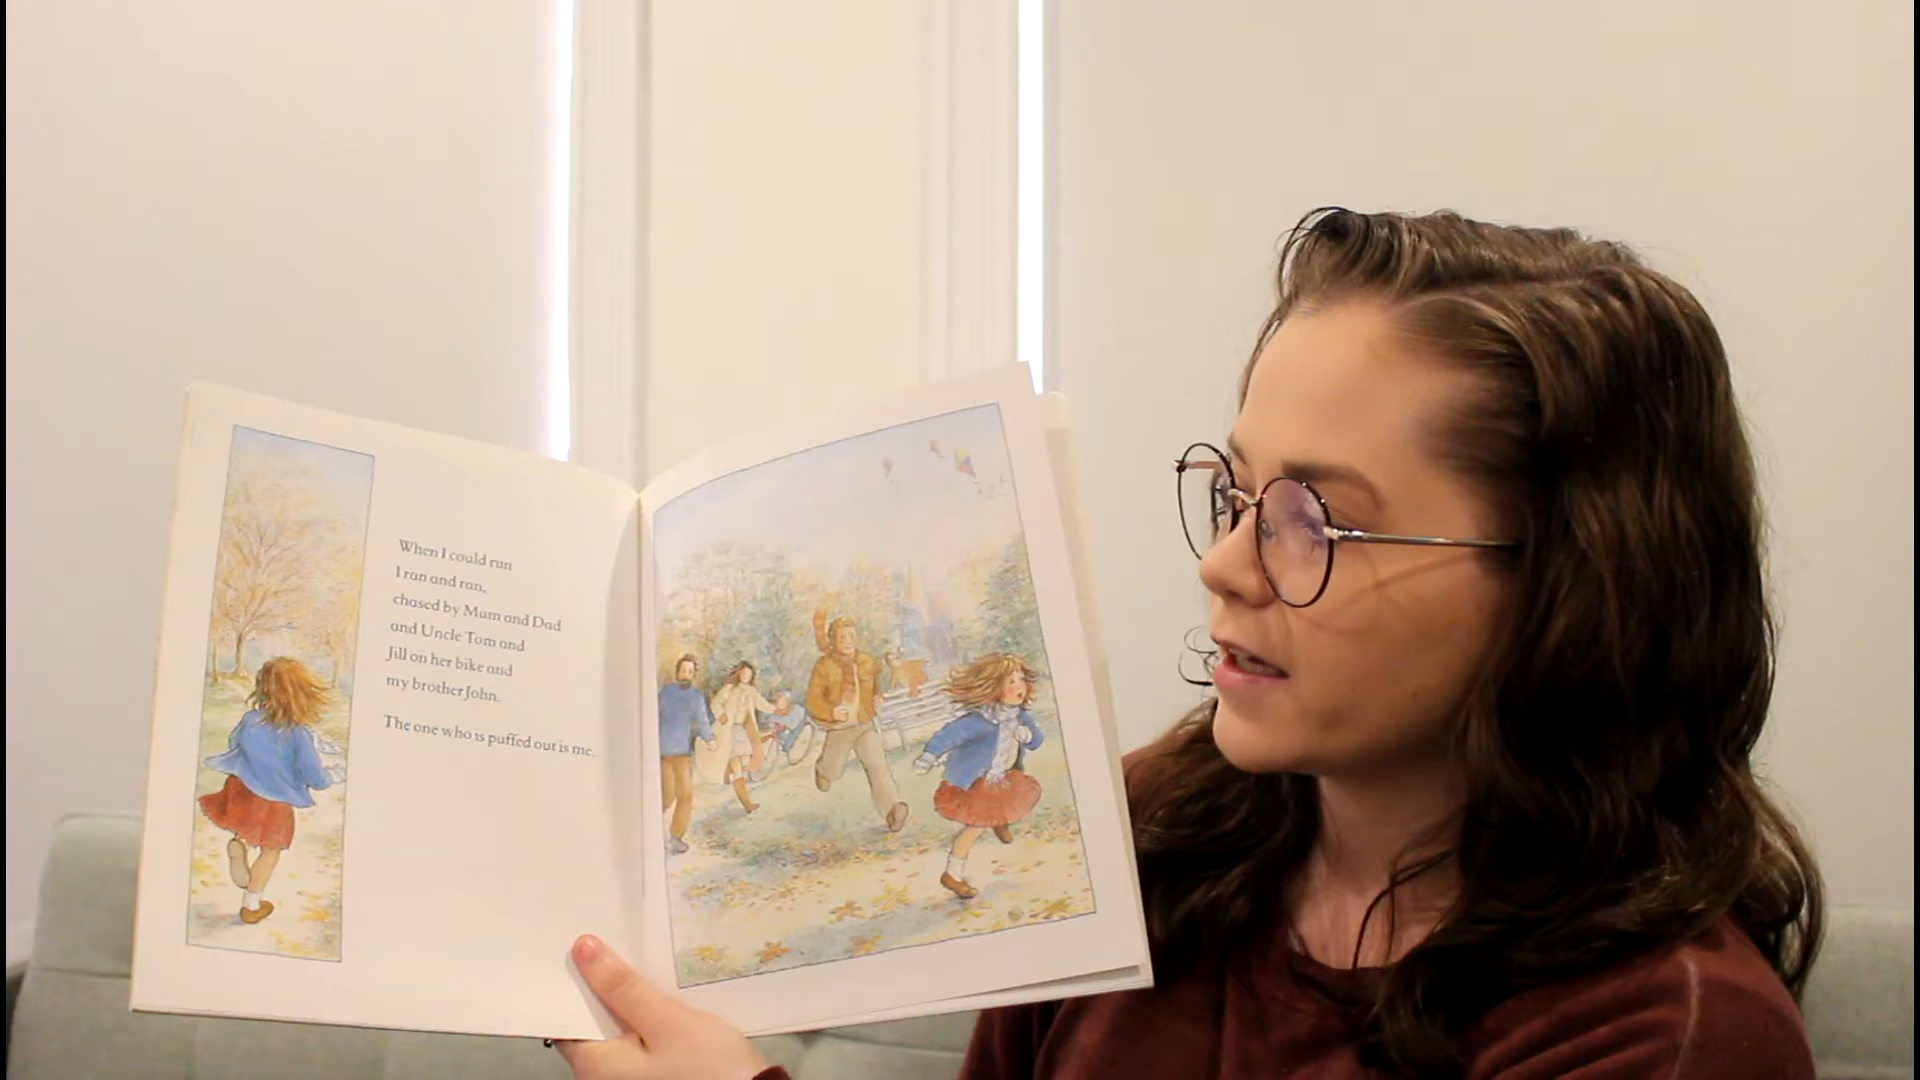 When I could run
I ran and ran,
chased by Mum and Dad
and Uncle Tom and
Jill on her bike and
my brother John.
The one who is puffed out is me.